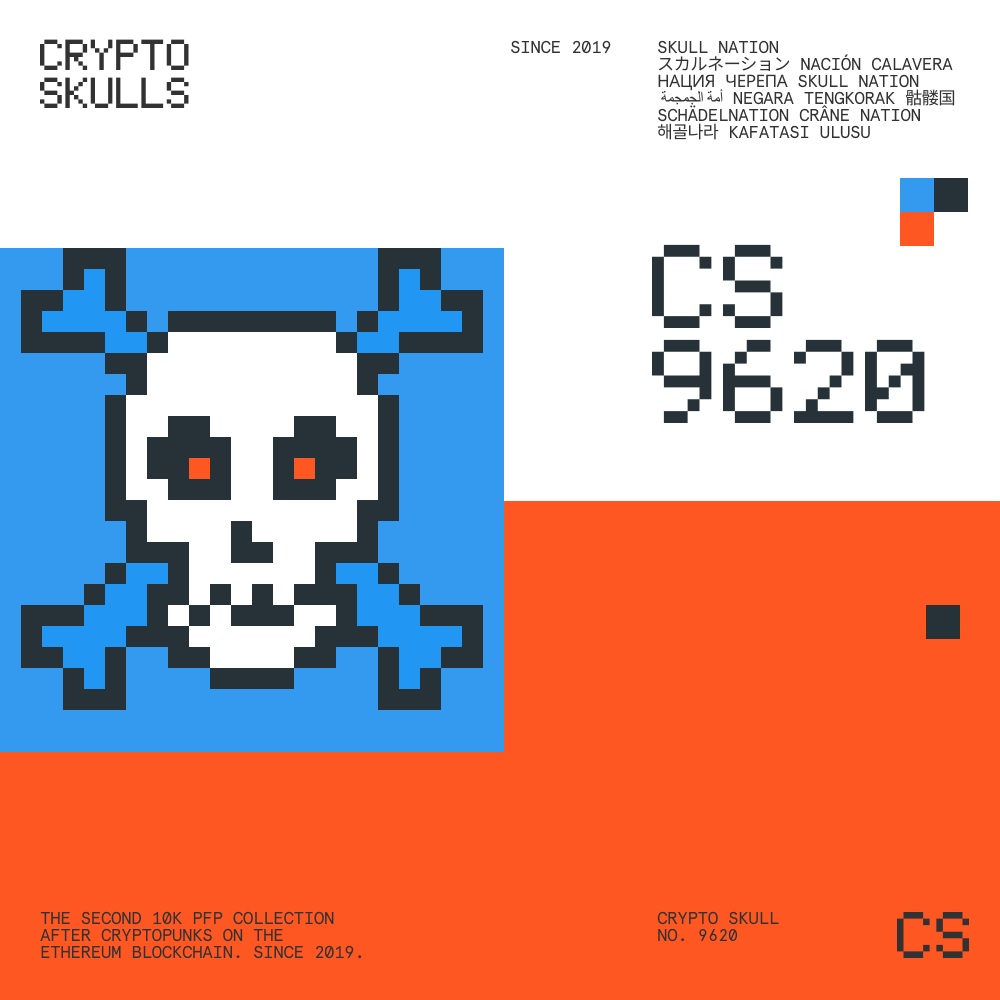 CRYPTO
SKULLS
SINCE 2019
SKULL NATION
スカルネーション NACIÓN CALAVERA
НАЦИЯ ЧЕРЕПА SKULL NATION
أمة الجمجمة NEGARA TENGKORAK 骷髅国
SCHÄDELNATION CRÂNE NATION
해골나라 KAFATASI ULUSU
CS
9620
THE SECOND 10K PFP COLLECTION
AFTER CRYPTOPUNKS ON THE
ETHEREUM BLOCKCHAIN. SINCE 2019.
CRYPTO SKULL
NO. 9620
CS